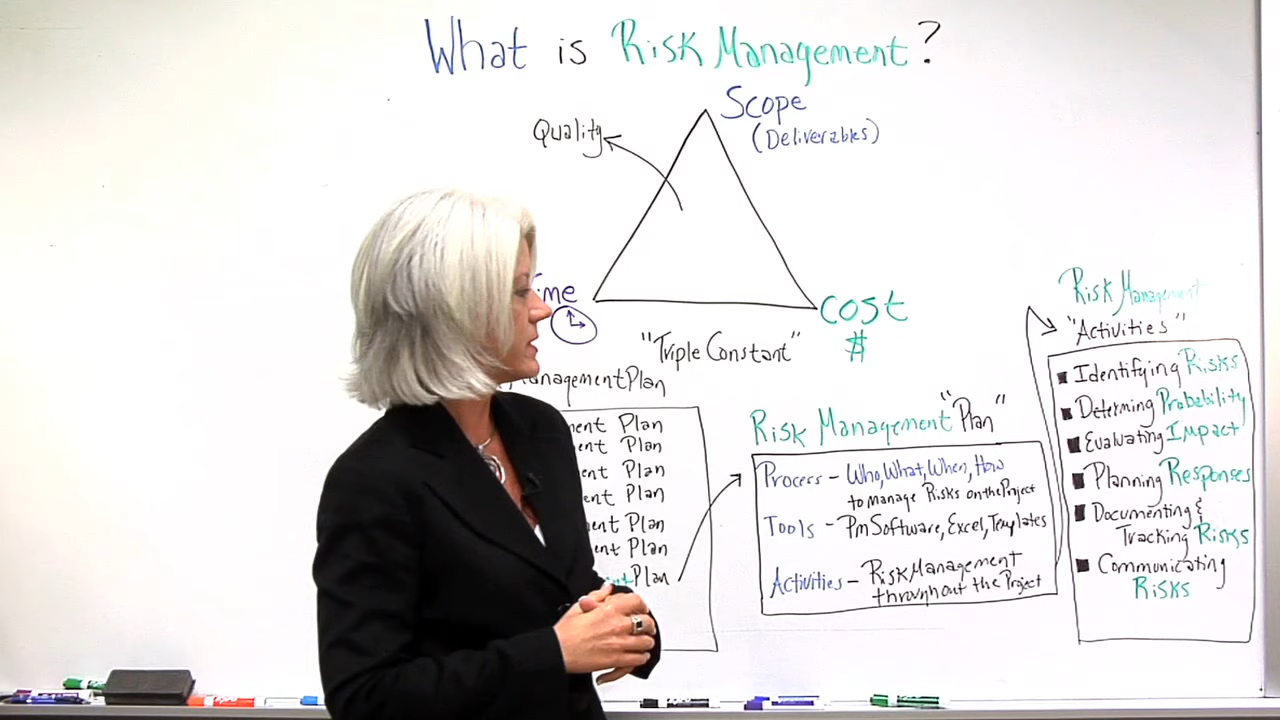 What is Risk Management?
Scope
(Deliverables)
Quality
ime
cost
$
"Triple Constant"
ManagementPlan
ment Plan
ent Plan
ent Plan
ent Plan
ent Plan
ent Plan
Plan
Risk Management "Plan"
Process - Who, What, When, How
to manage Risks on the Project
Tools - Pm Software, Excel, Templates
Activities - Risk Management
throughout the Project
Risk Management
"Activities"
Identifying Risks
Determing Probability
Evaluating Impact
Planning Responses
Documenting &
Tracking Risks
Communicating
Risks